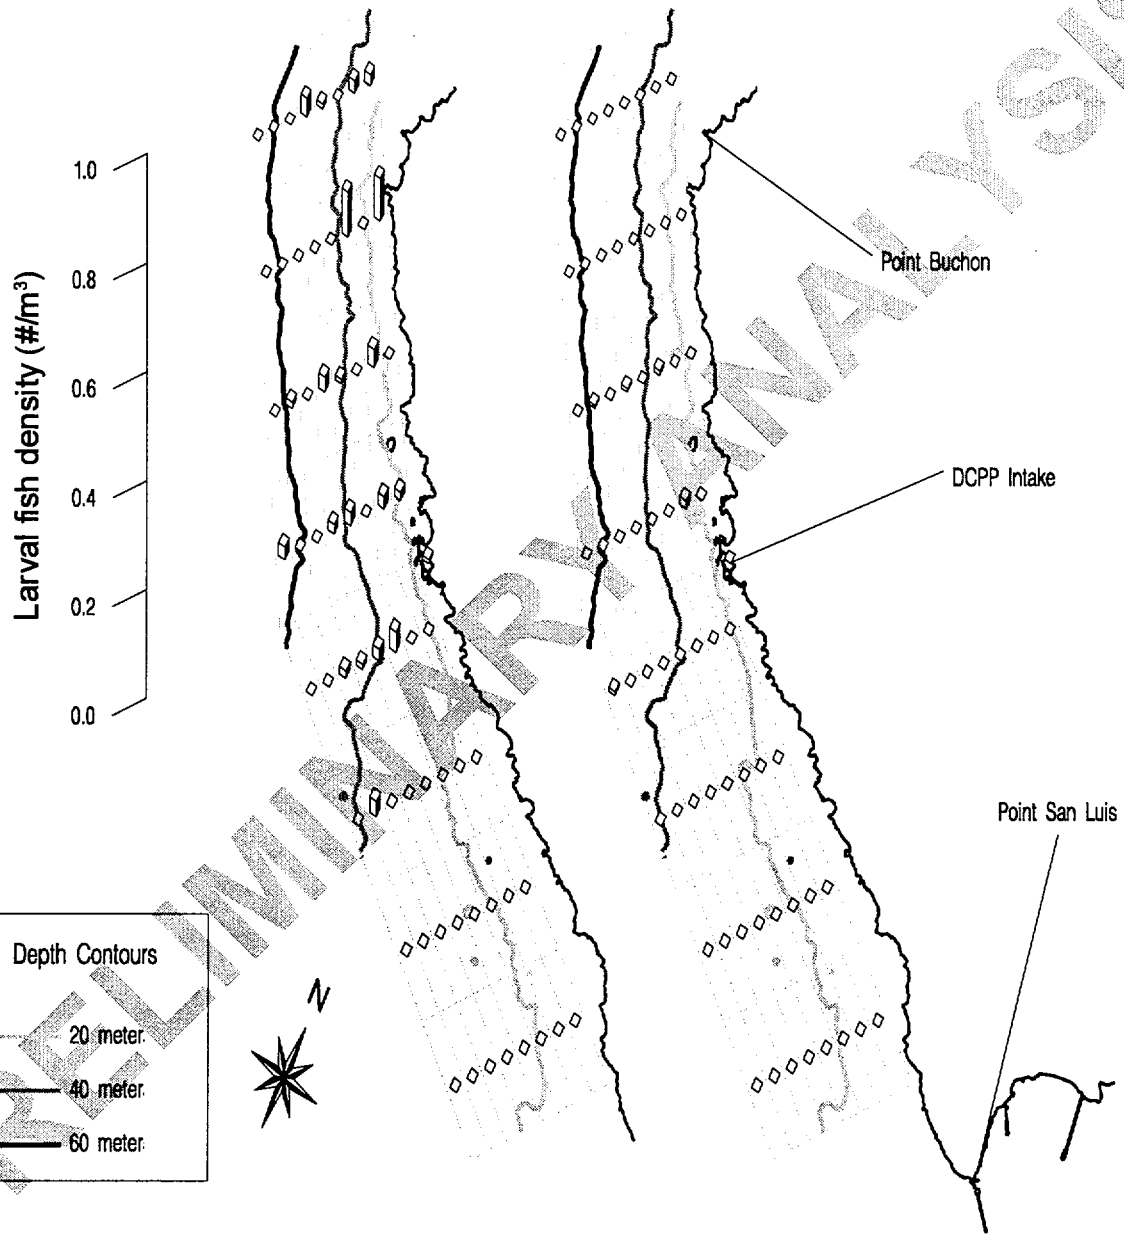 PRELIMINARY ANALYSIS
Larval fish density (#/m³)
1.0
0.8
0.6
0.4
0.2
0.0
Point Buchon
DCPP Intake
Point San Luis
Depth Contours
20 meter
40 meter
60 meter
N